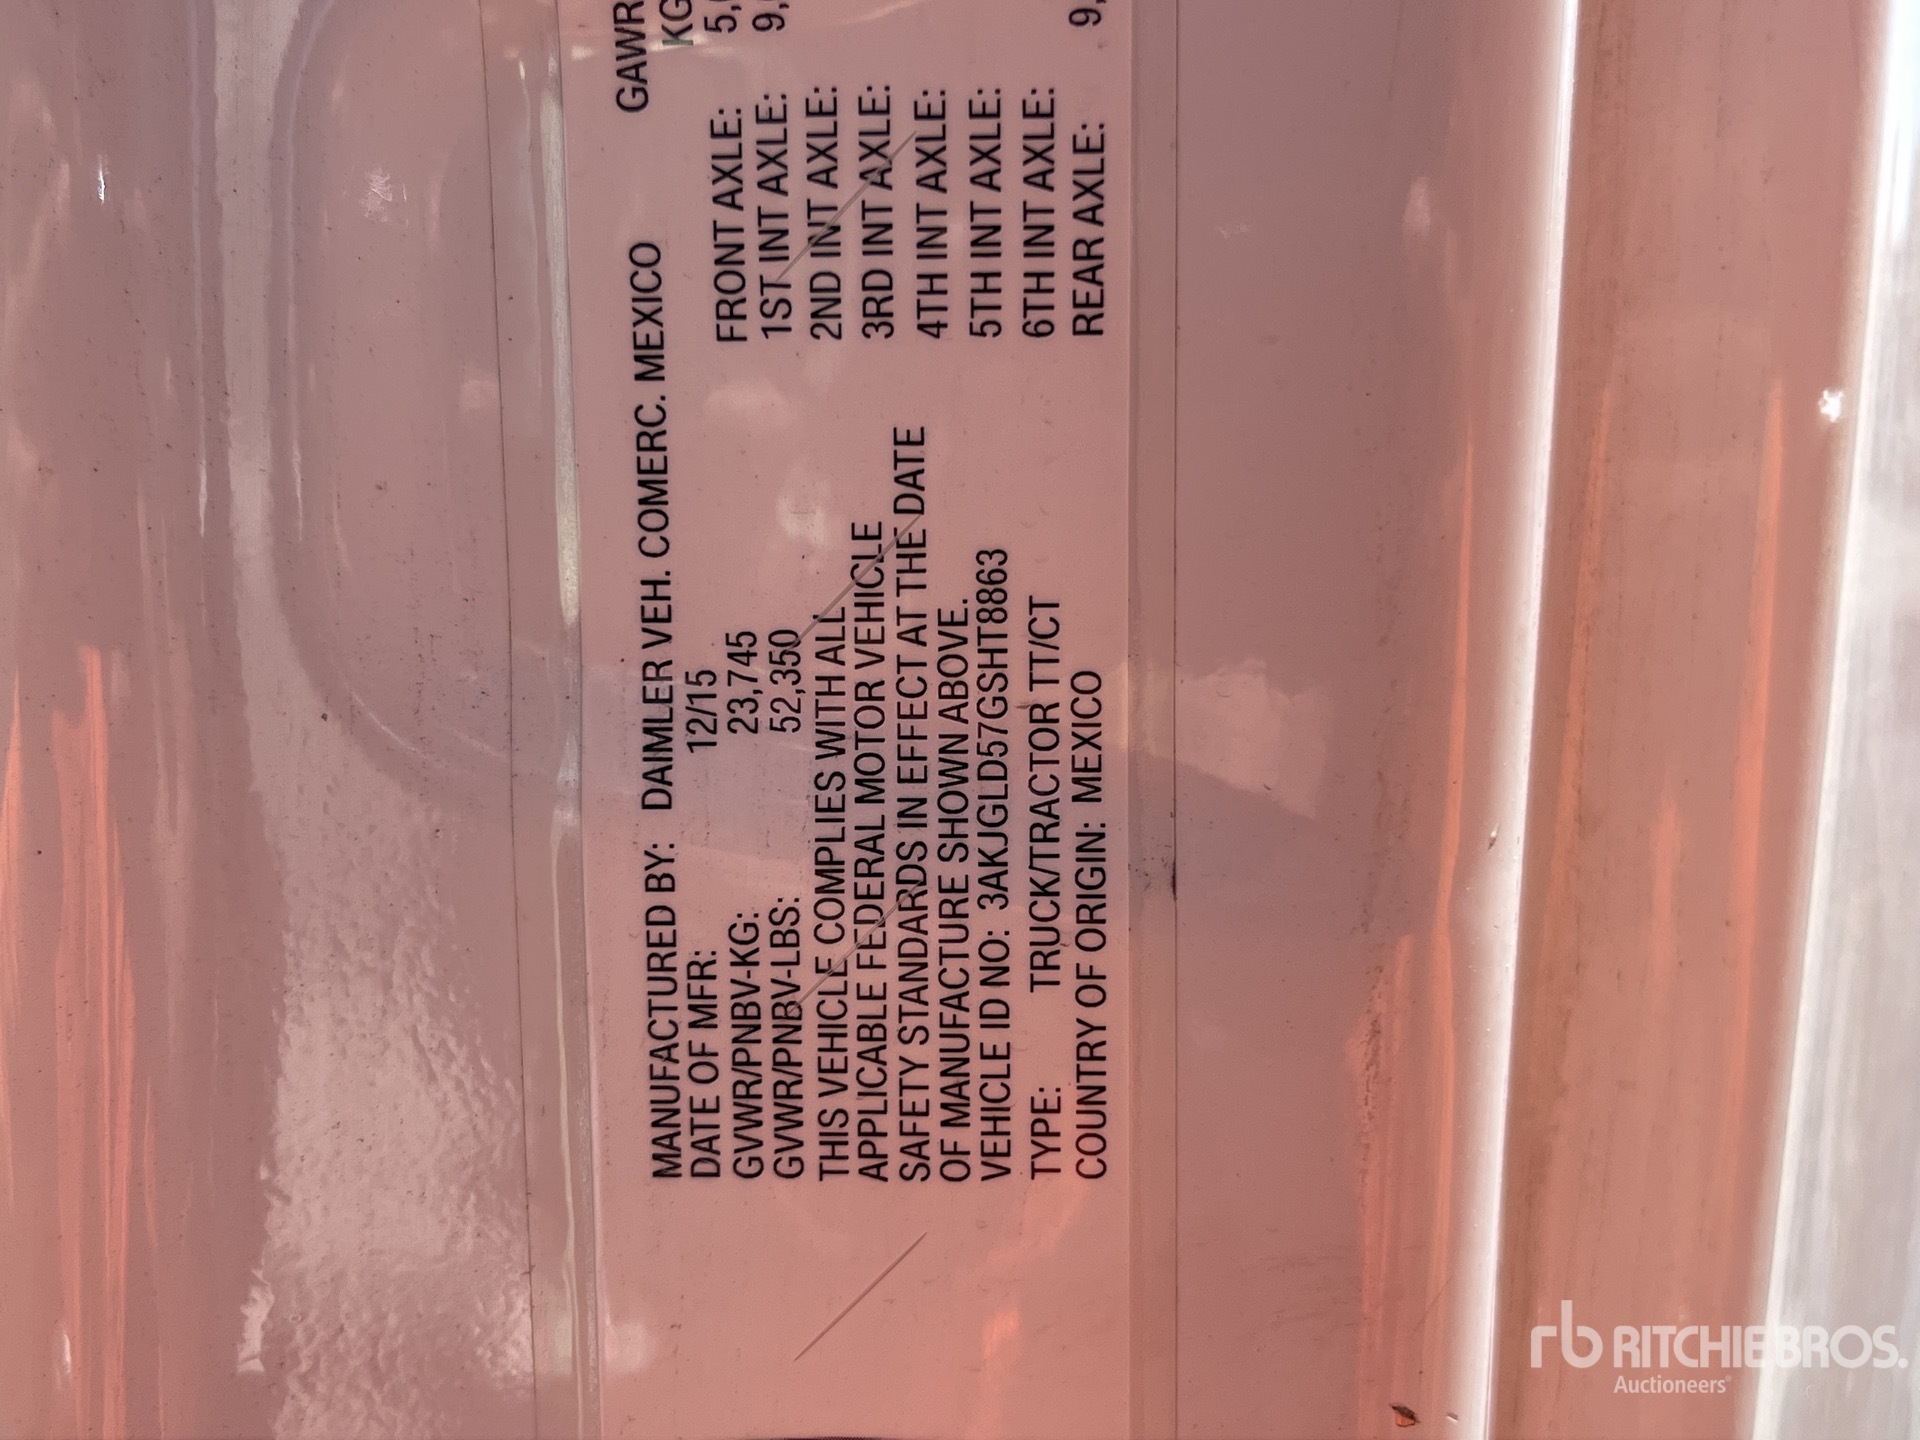 MANUFACTURED BY: DAIMLER VEH. COMERC. MEXICO
DATE OF MFR: 12/15
GVWR/PNBV-KG: 23,745
GVWR/PNBV-LBS: 52,350
THIS VEHICLE COMPLIES WITH ALL
APPLICABLE FEDERAL MOTOR VEHICLE
SAFETY STANDARDS IN EFFECT AT THE DATE
OF MANUFACTURE SHOWN ABOVE.
VEHICLE ID NO: 3AKJGLD57GSHT8863
TYPE: TRUCK/TRACTOR TT/CT
COUNTRY OF ORIGIN: MEXICO
GAWR
KG
FRONT AXLE: 5,
1ST INT AXLE: 9,
2ND INT AXLE:
3RD INT AXLE:
4TH INT AXLE:
5TH INT AXLE:
6TH INT AXLE:
REAR AXLE: 9,
rb RITCHIE BROS.
Auctioneers